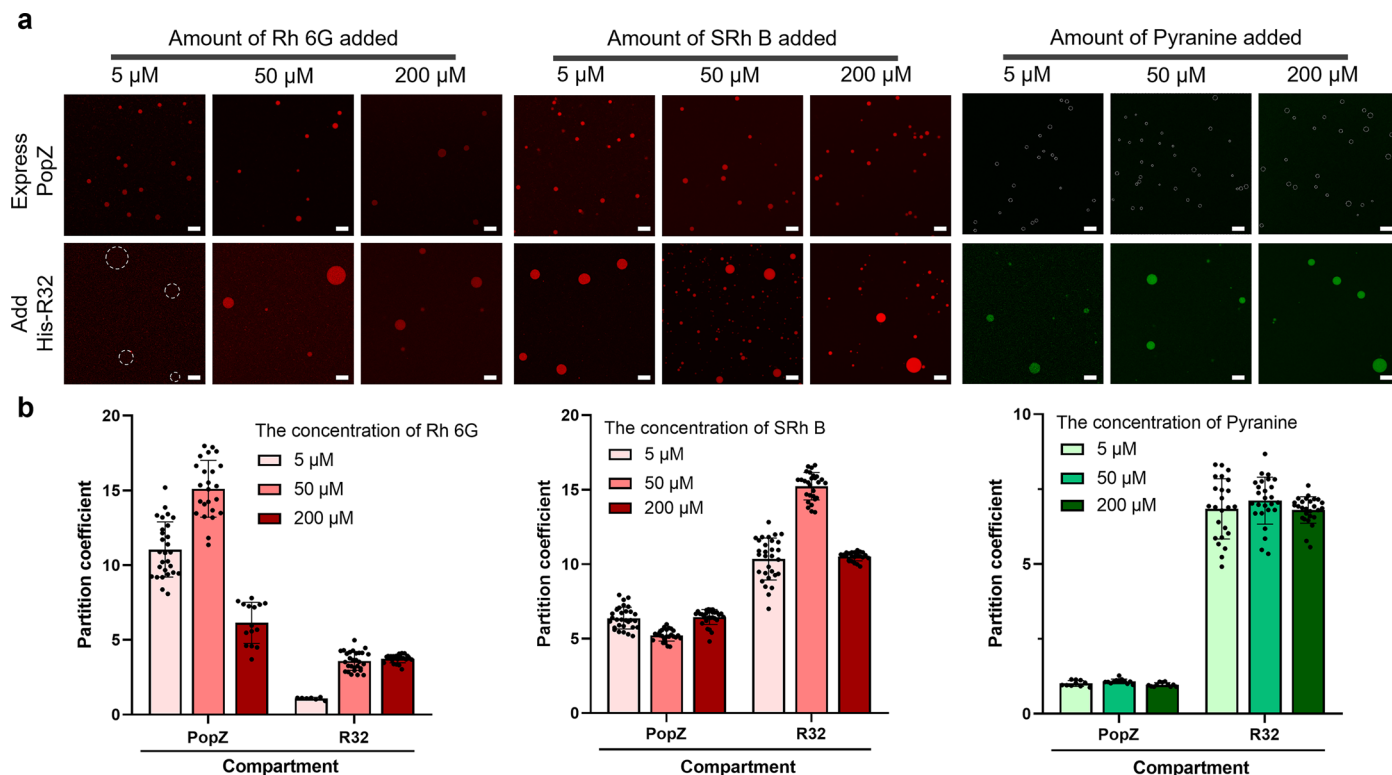 a
Amount of Rh 6G added
5 µM 50 µM 200 µM
Amount of SRh B added
5 µM 50 µM 200 µM
Amount of Pyranine added
5 µM 50 µM 200 µM
Express
PopZ
Add
His-R32
b
Partition coefficient
20
15
10
5
0
The concentration of Rh 6G
5 µM
50 µM
200 µM
PopZ R32
Compartment
Partition coefficient
20
15
10
5
0
The concentration of SRh B
5 µM
50 µM
200 µM
PopZ R32
Compartment
Partition coefficient
10
5
0
The concentration of Pyranine
5 µM
50 µM
200 µM
PopZ R32
Compartment